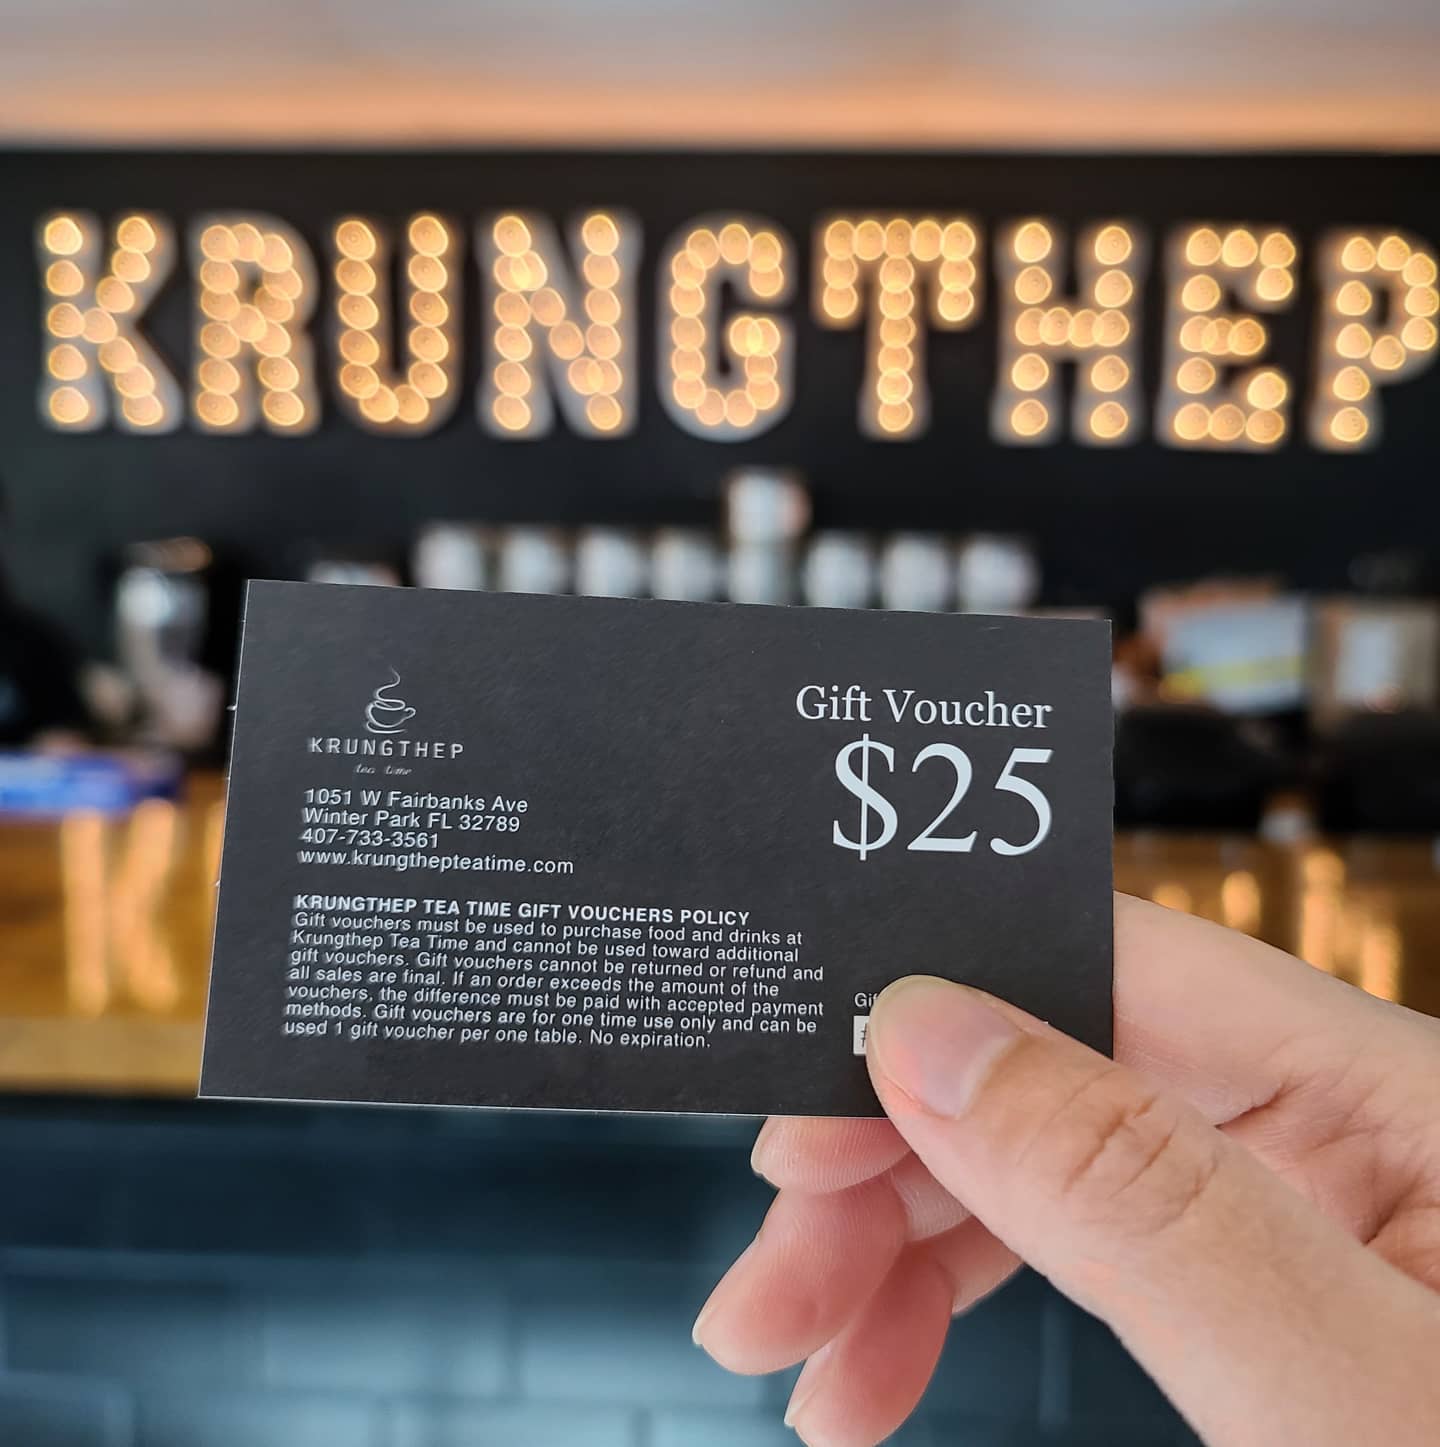 KRUNGTHEP
KRUNGTHEP
tea time
1051 W Fairbanks Ave
Winter Park FL 32789
407-733-3561
www.krungthepteatime.com
Gift Voucher
$25
KRUNGTHEP TEA TIME GIFT VOUCHERS POLICY
Gift vouchers must be used to purchase food and drinks at
Krungthep Tea Time and cannot be used toward additional
gift vouchers. Gift vouchers cannot be returned or refund and
all sales are final. If an order exceeds the amount of the
vouchers, the difference must be paid with accepted payment
methods. Gift vouchers are for one time use only and can be
used 1 gift voucher per one table. No expiration.